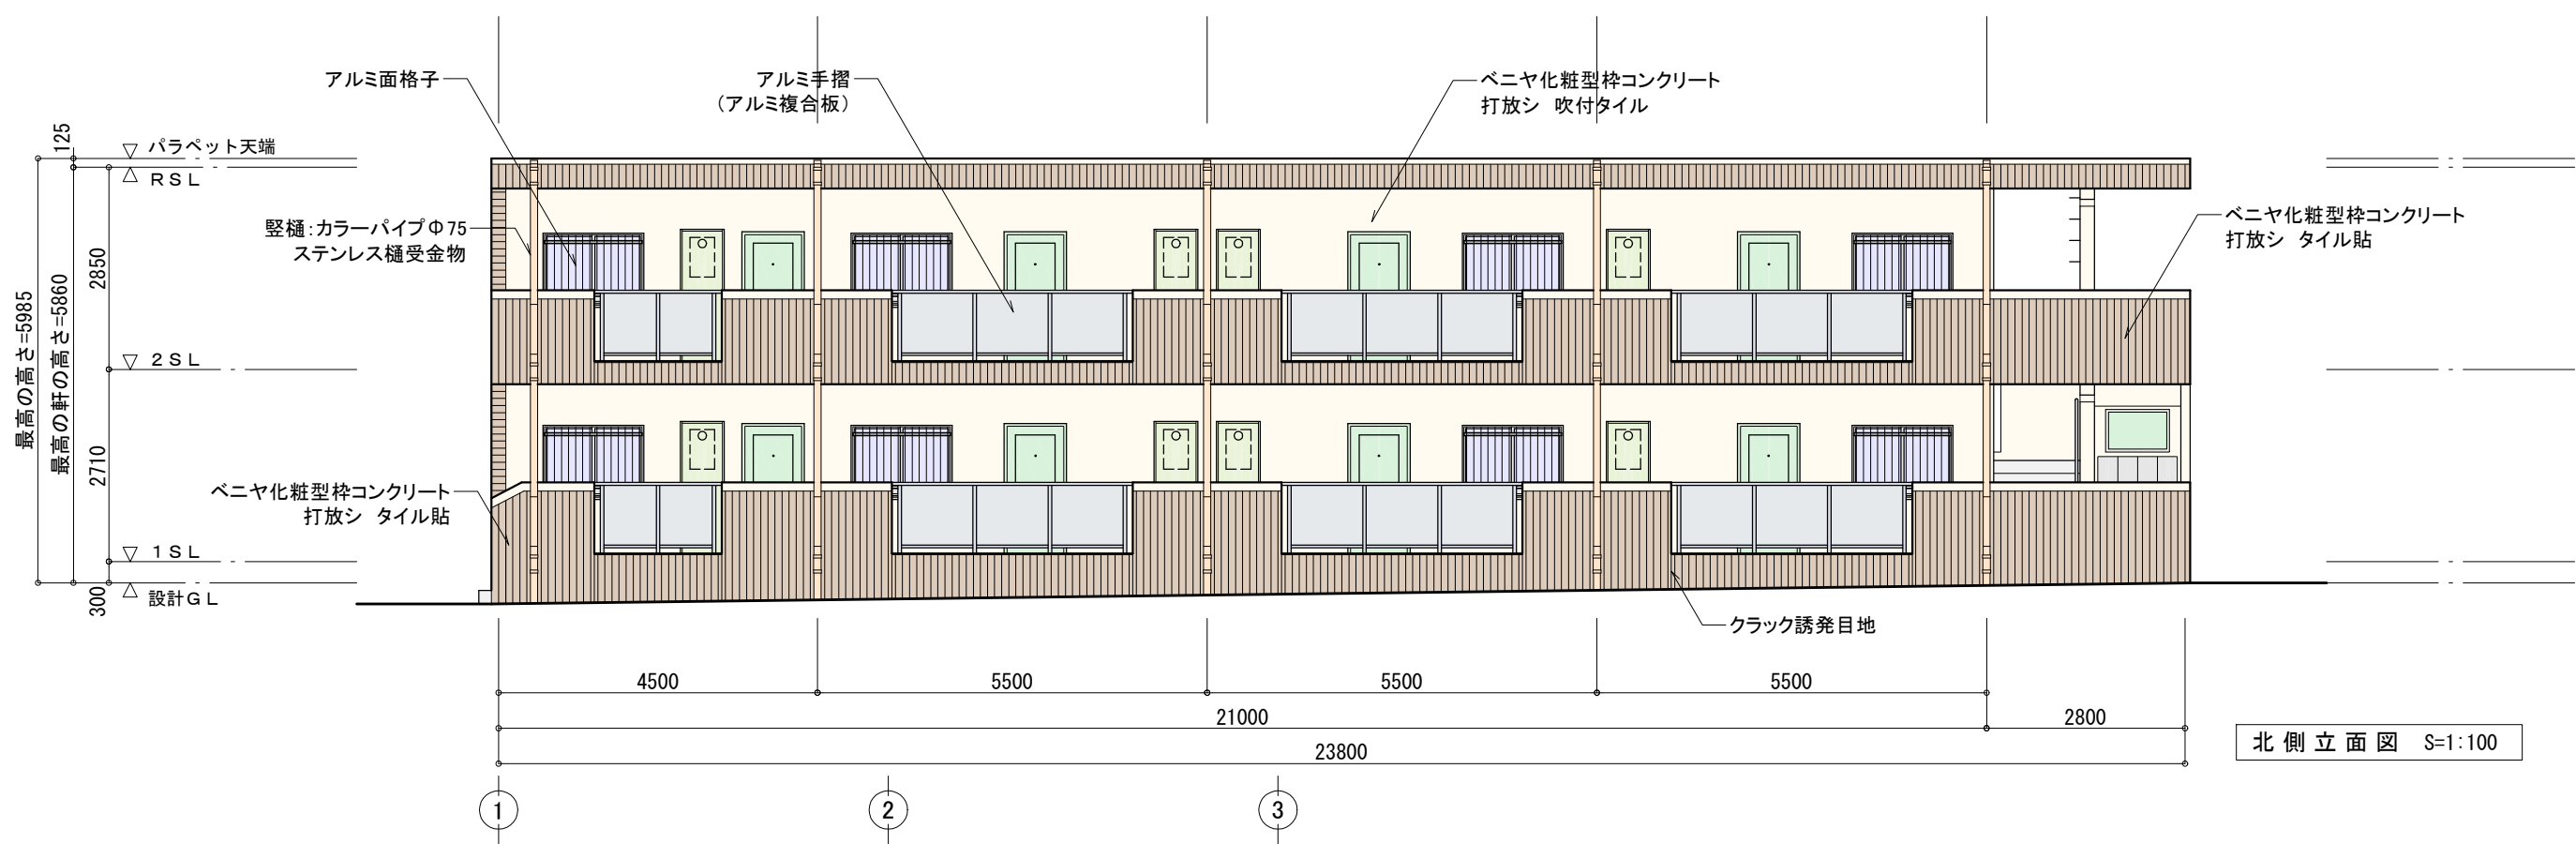 アルミ面格子
アルミ手摺
(アルミ複合板)
ベニヤ化粧型枠コンクリート
打放シ 吹付タイル
125
パラペット天端
RSL
竪樋:カラーパイプΦ75
ステンレス樋受金物
ベニヤ化粧型枠コンクリート
打放シ タイル貼
2850
最高の高さ=5985
最高の軒の高さ=5860
2SL
2710
ベニヤ化粧型枠コンクリート
打放シ タイル貼
1SL
300
設計GL
クラック誘発目地
4500
5500
5500
5500
21000
2800
23800
北側立面図 S=1:100
1
2
3